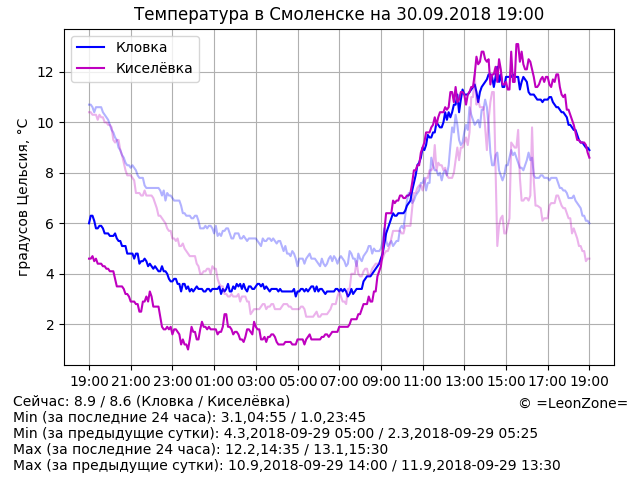 Температура в Смоленске на 30.09.2018 19:00
Кловка
Киселёвка
градусов Цельсия, °C
12
10
8
6
4
2
19:00 21:00 23:00 01:00 03:00 05:00 07:00 09:00 11:00 13:00 15:00 17:00 19:00
Сейчас: 8.9 / 8.6 (Кловка / Киселёвка)
© =LeonZone=
Min (за последние 24 часа): 3.1,04:55 / 1.0,23:45
Min (за предыдущие сутки): 4.3,2018-09-29 05:00 / 2.3,2018-09-29 05:25
Max (за последние 24 часа): 12.2,14:35 / 13.1,15:30
Max (за предыдущие сутки): 10.9,2018-09-29 14:00 / 11.9,2018-09-29 13:30